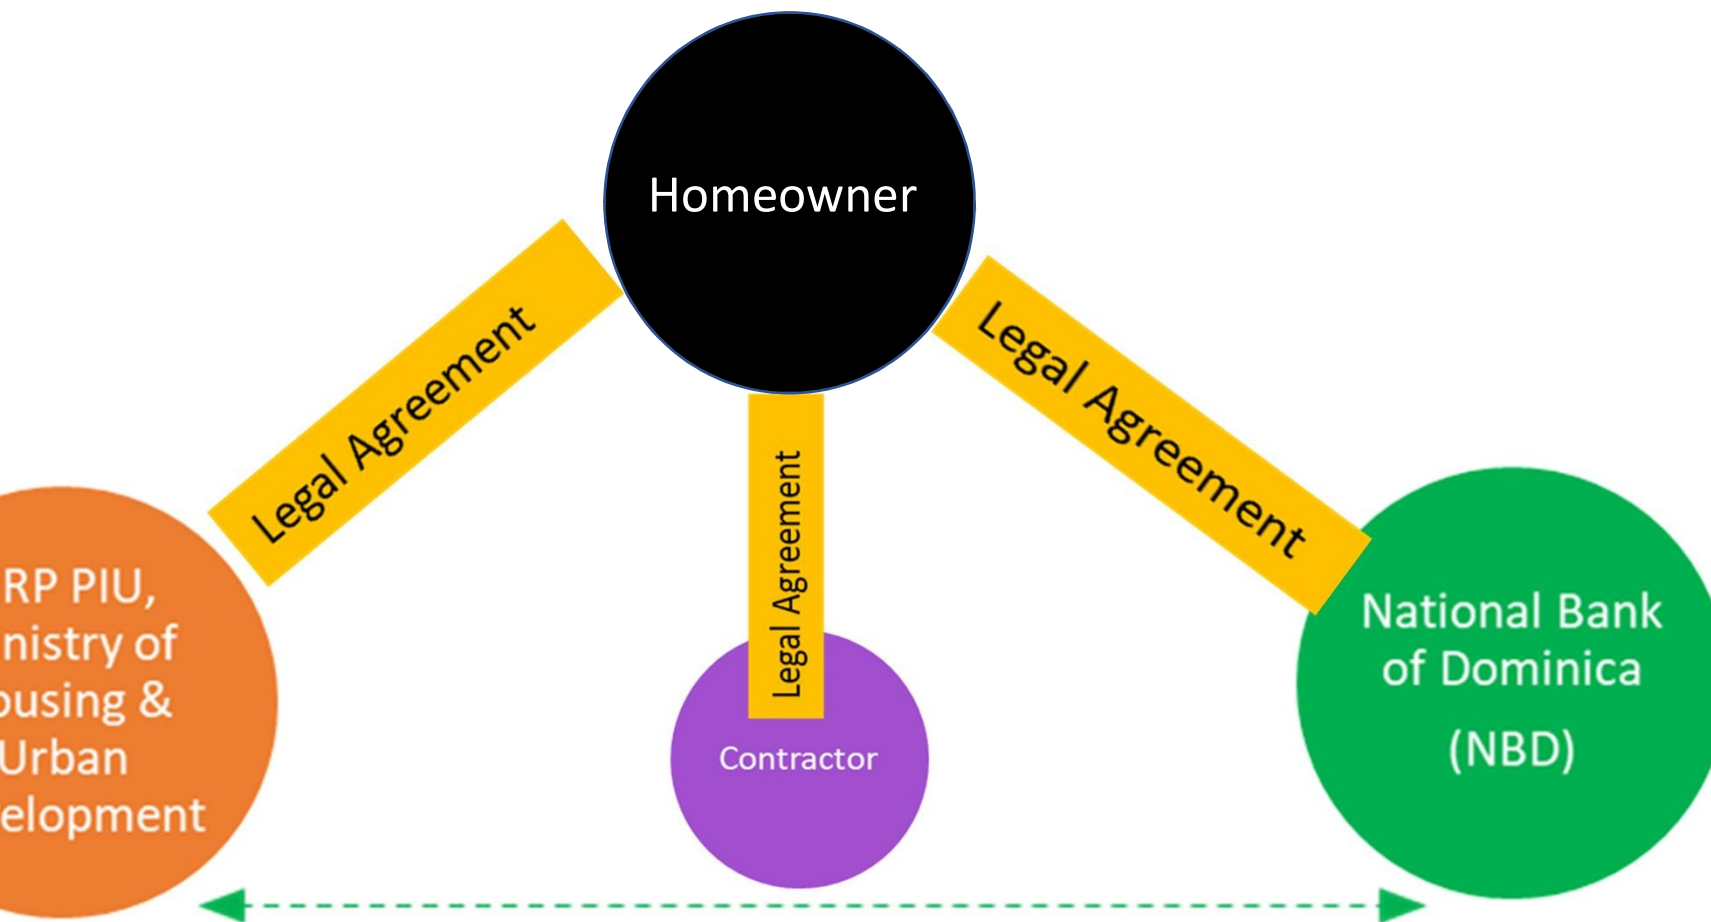 Homeowner
Legal Agreement
Legal Agreement
Legal Agreement
RP PIU,
nistry of
ousing &
Urban
elopment
Contractor
National Bank
of Dominica
(NBD)